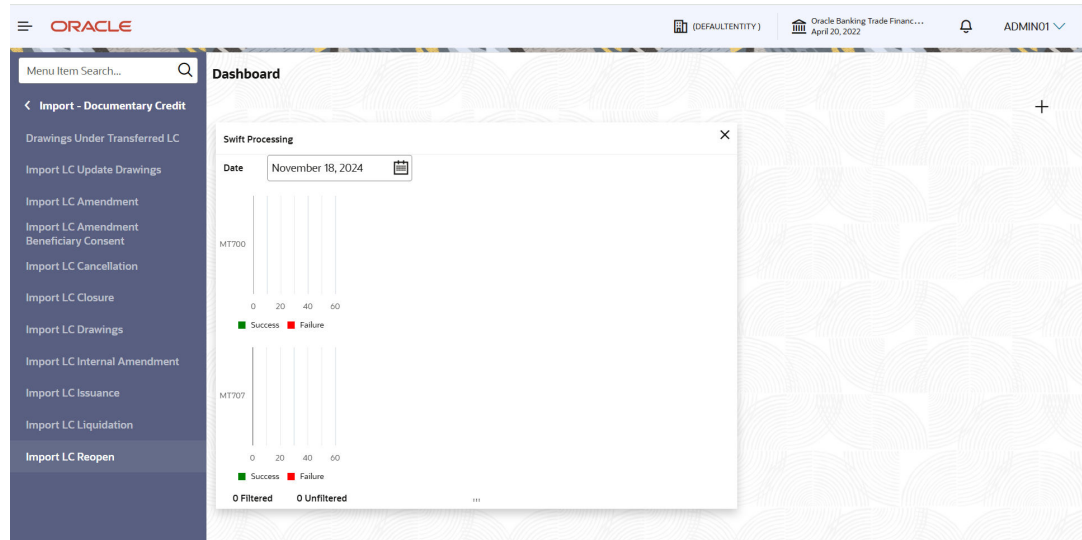 ORACLE
(DEFAULTENTITY )
Oracle Banking Trade Financ...
April 20, 2022
ADMIN01
Menu Item Search...
Import - Documentary Credit
Drawings Under Transferred LC
Import LC Update Drawings
Import LC Amendment
Import LC Amendment
Beneficiary Consent
Import LC Cancellation
Import LC Closure
Import LC Drawings
Import LC Internal Amendment
Import LC Issuance
Import LC Liquidation
Import LC Reopen
Dashboard
Swift Processing
Date November 18, 2024
MT700
0 20 40 60
Success Failure
MT707
0 20 40 60
Success Failure
0 Filtered 0 Unfiltered